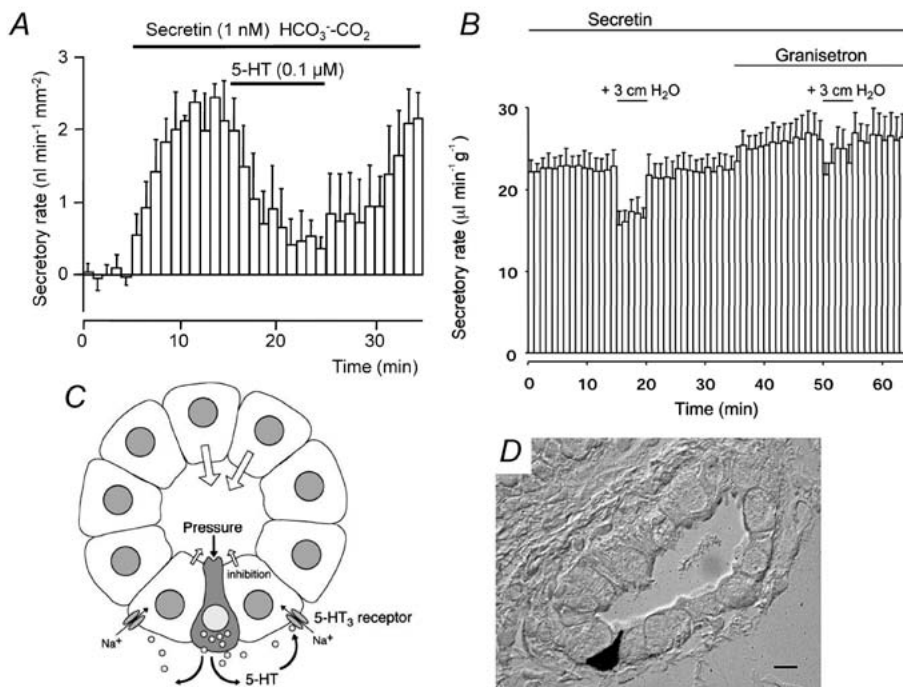 A
Secretin (1 nM) HCO₃⁻-CO₂
5-HT (0.1 µM)
Secretory rate (nl min⁻¹ mm⁻²)
3
2
1
0
0 10 20 30
Time (min)
B
Secretin
Granisetron
+ 3 cm H₂O + 3 cm H₂O
Secretory rate (µl min⁻¹ g⁻¹)
30
20
10
0
0 10 20 30 40 50 60
Time (min)
C
Pressure
inhibition
5-HT₃ receptor
Na⁺ Na⁺
5-HT
D